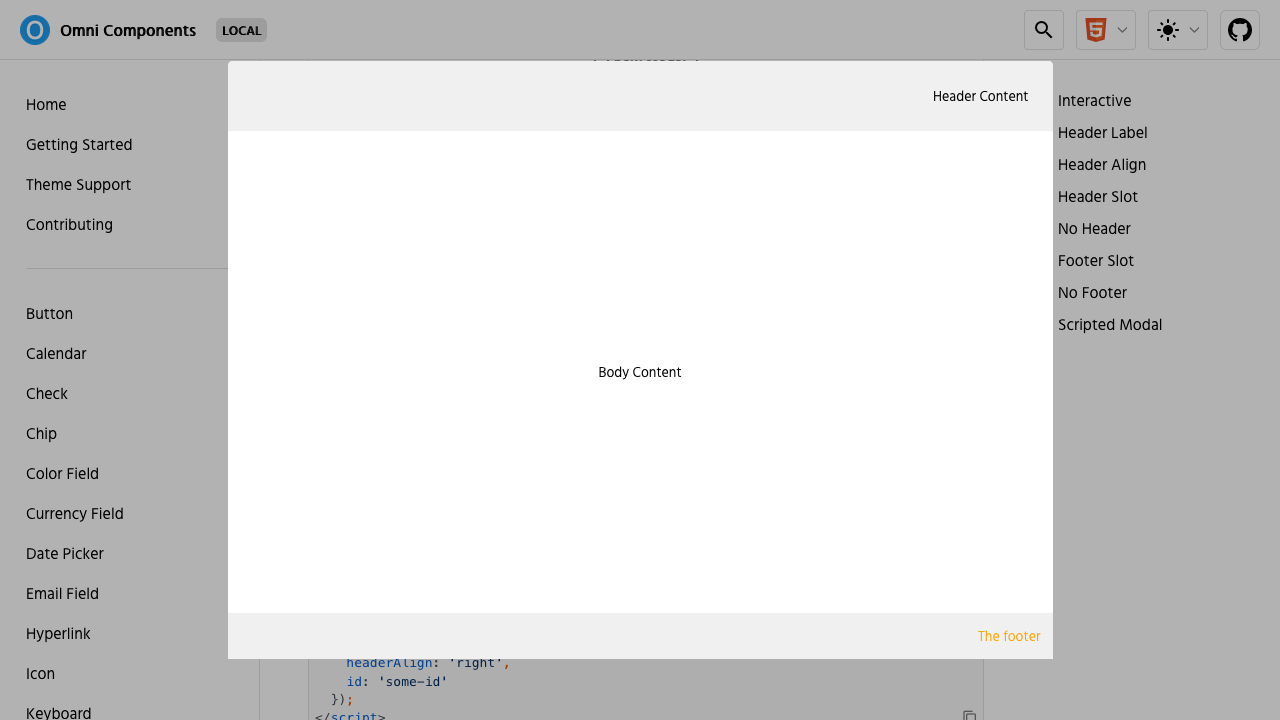 Omni Components
LOCAL
Home
Getting Started
Theme Support
Contributing
Button
Calendar
Check
Chip
Color Field
Currency Field
Date Picker
Email Field
Hyperlink
Icon
Keyboard
Header Content
Body Content
The footer
headerAlign: 'right',
id: 'some-id'
});
</script>
Interactive
Header Label
Header Align
Header Slot
No Header
Footer Slot
No Footer
Scripted Modal